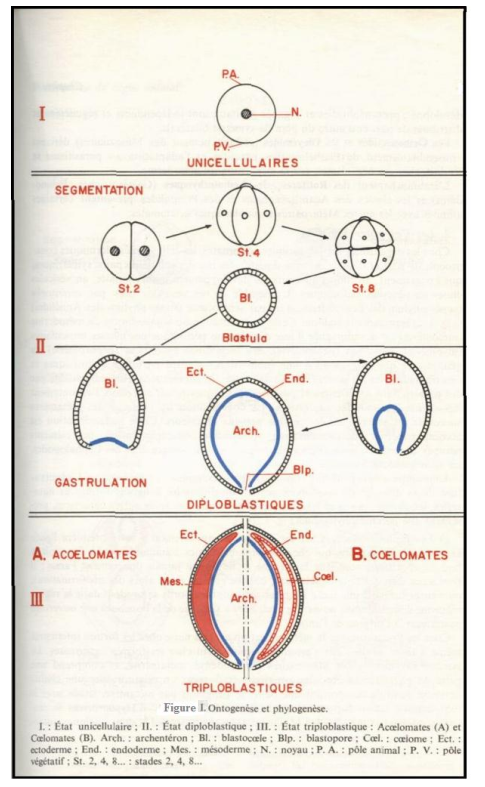 P.A.
I
N.
P.V.
UNICELLULAIRES
SEGMENTATION
St.4
St.2
St.8
Bl.
Blastula
II
Ect.
End.
Bl.
Bl.
Arch.
Blp.
GASTRULATION
DIPLOBLASTIQUES
Ect.
End.
A. ACOELOMATES
B. COELOMATES
Mes.
Cœl.
III
Arch.
TRIPLOBLASTIQUES
Figure I. Ontogenèse et phylogenèse.
I. : État unicellulaire ; II. : État diploblastique ; III. : État triploblastique : Acœlomates (A) et
Cœlomates (B). Arch. : archentéron ; Bl. : blastocœle ; Blp. : blastopore ; Cœl. : cœlome ; Ect. :
ectoderme ; End. : endoderme ; Mes. : mésoderme ; N. : noyau ; P. A. : pôle animal ; P. V. : pôle
végétatif ; St. 2, 4, 8... : stades 2, 4, 8...